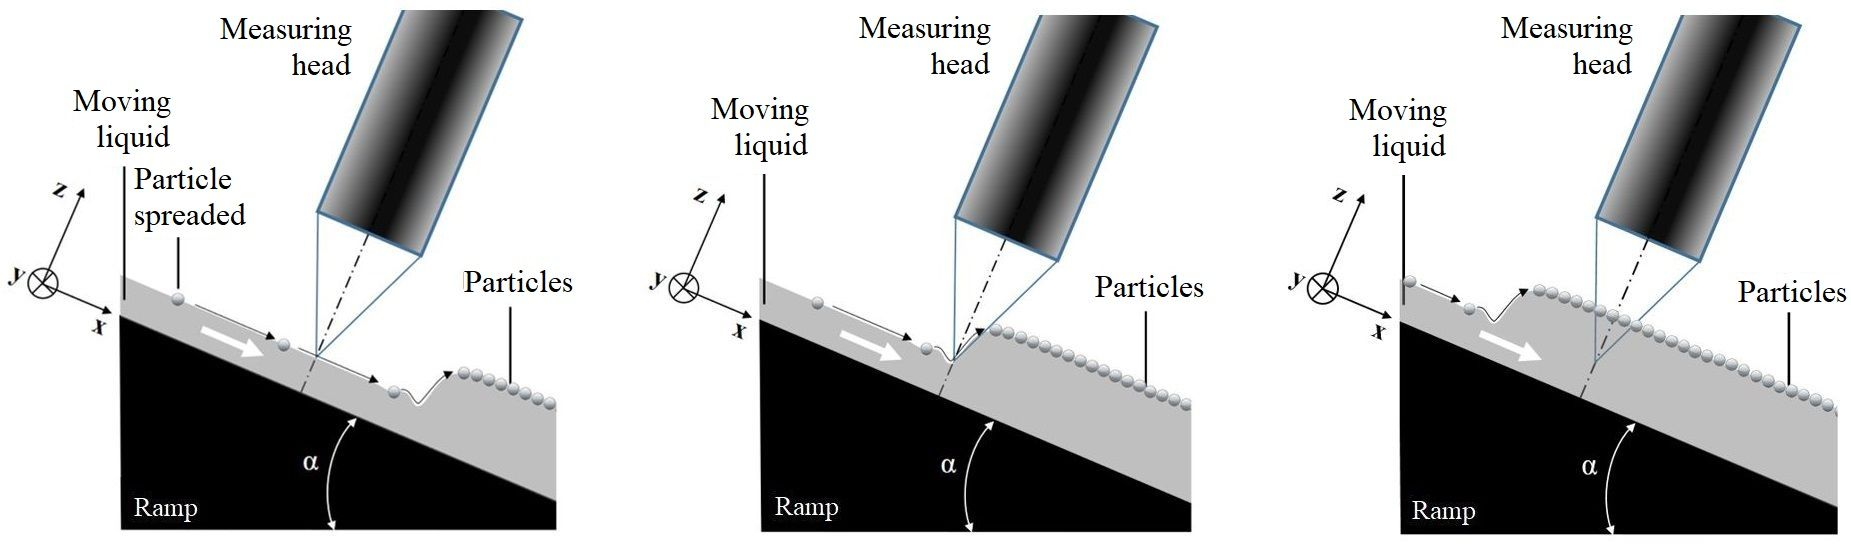 Measuring
head
Moving
liquid
Particle
spreaded
z
y
x
Particles
α
Ramp
Measuring
head
Moving
liquid
z
y
x
Particles
α
Ramp
Measuring
head
Moving
liquid
z
y
x
Particles
α
Ramp